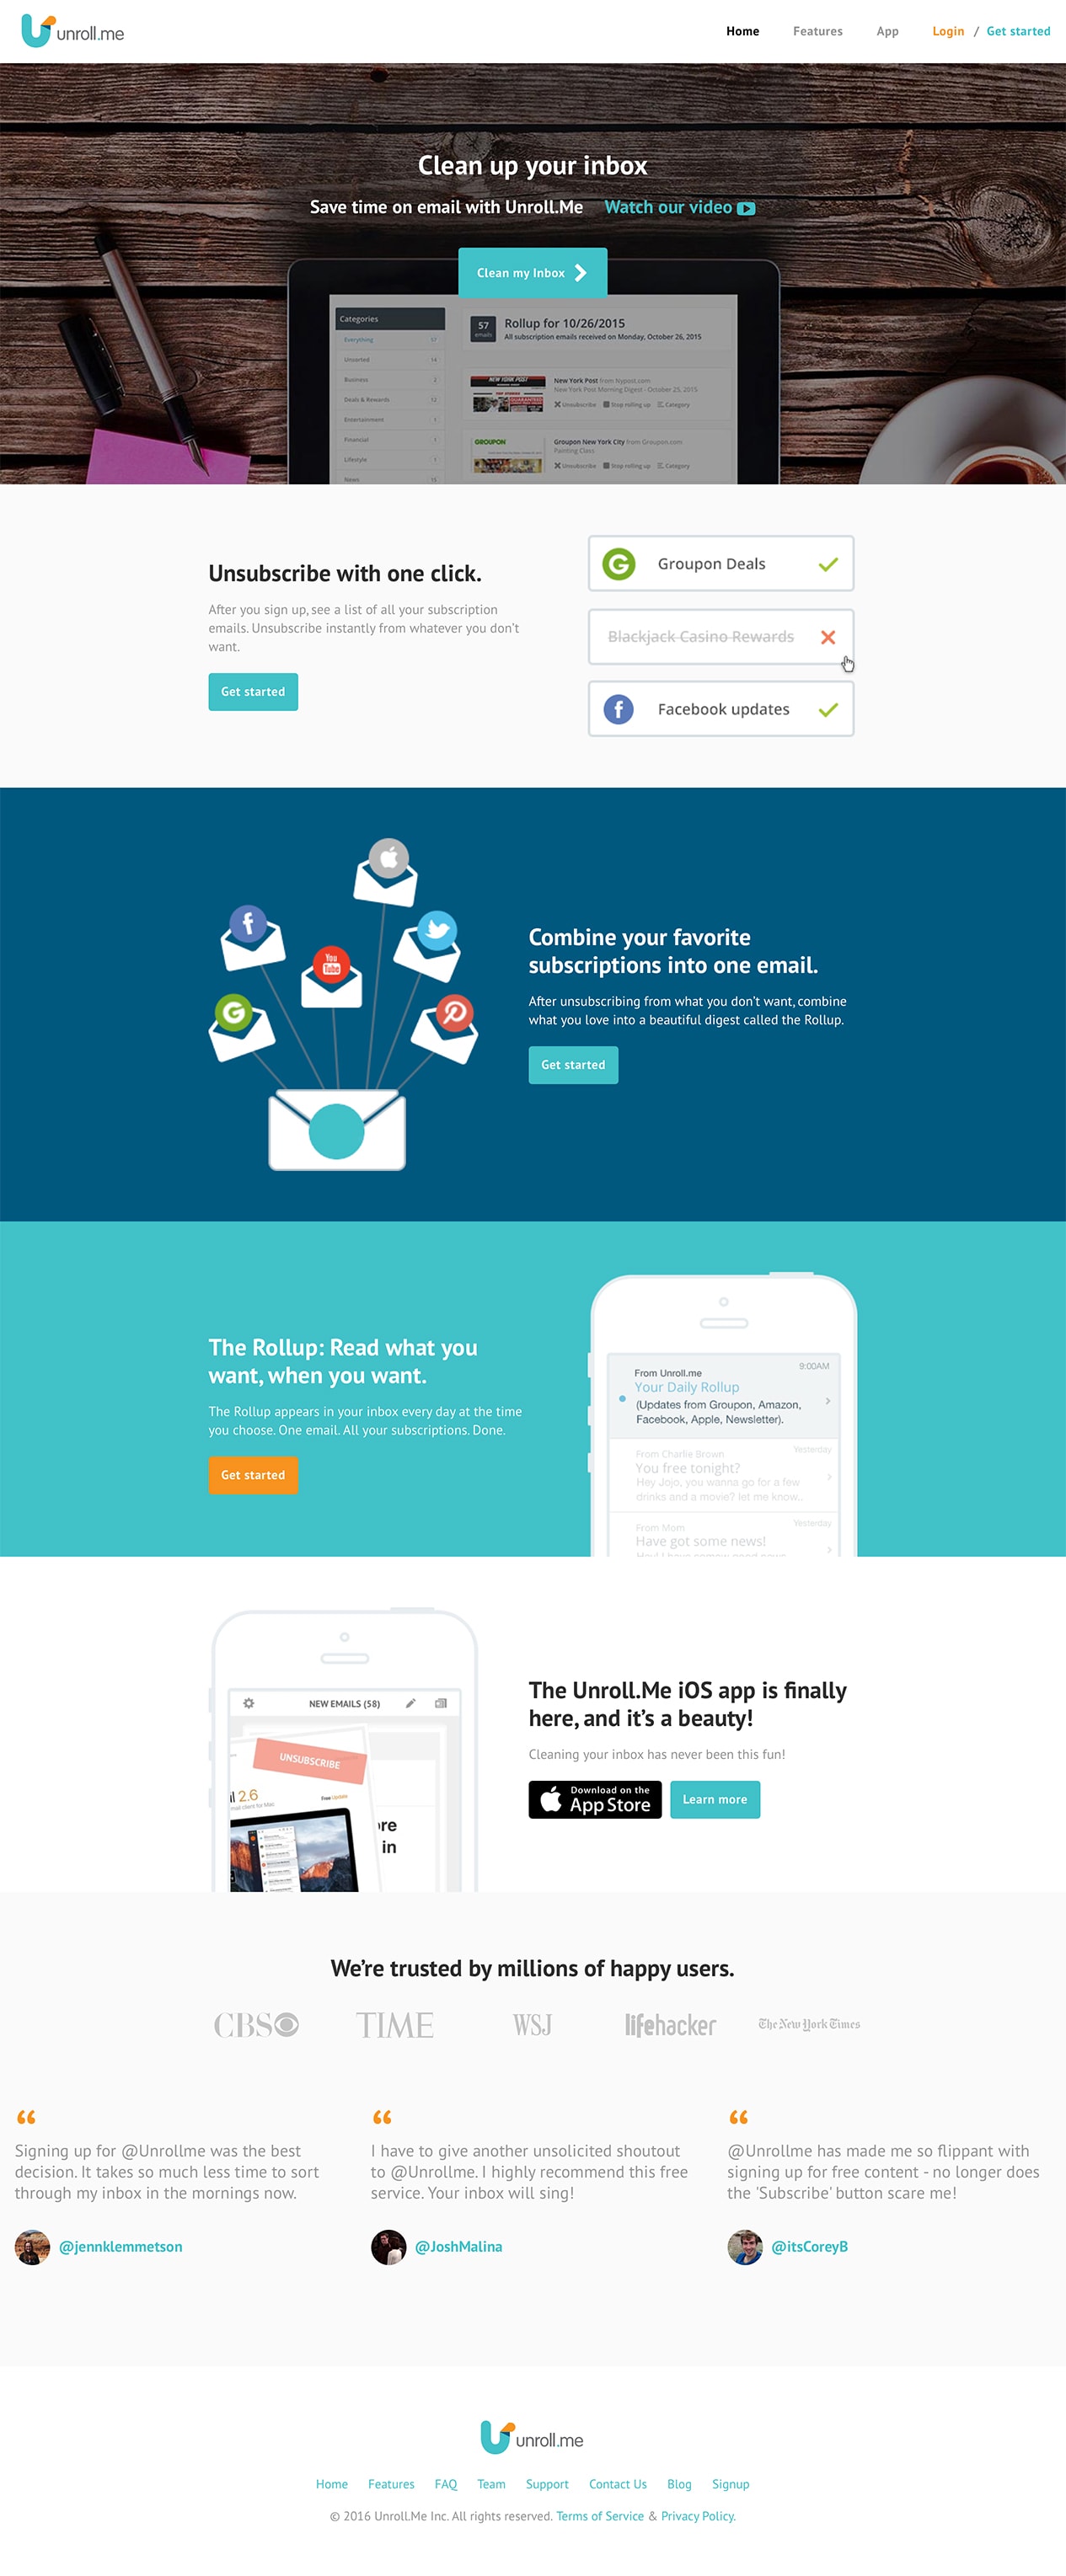 unroll.me
Home
Features
App
Login / Get started
Clean up your inbox
Save time on email with Unroll.Me
Watch our video
Clean my Inbox
Categories
Everything 57
Unsorted 14
Business 2
Deals & Rewards 12
Entertainment 1
Financial 1
Lifestyle 1
News 15
57
emails
Rollup for 10/26/2015
All subscription emails received on Monday, October 26, 2015
NEW YORK POST
New York Post from Nypost.com
New York Post Morning Digest - October 25, 2015
Unsubscribe Stop rolling up Category
GROUPON
Groupon New York City from Groupon.com
Painting Class
Unsubscribe Stop rolling up Category
Unsubscribe with one click.
After you sign up, see a list of all your subscription
emails. Unsubscribe instantly from whatever you don't
want.
Get started
G Groupon Deals
Blackjack Casino Rewards
f Facebook updates
f
You
Tube
G
Combine your favorite
subscriptions into one email.
After unsubscribing from what you don't want, combine
what you love into a beautiful digest called the Rollup.
Get started
The Rollup: Read what you
want, when you want.
The Rollup appears in your inbox every day at the time
you choose. One email. All your subscriptions. Done.
Get started
9:00AM
From Unroll.me
Your Daily Rollup
(Updates from Groupon, Amazon,
Facebook, Apple, Newsletter).
From Charlie Brown Yesterday
You free tonight?
Hey Jojo, you wanna go for a few
drinks and a movie? let me know..
From Mom Yesterday
Have got some news!
NEW EMAILS (58)
UNSUBSCRIBE
il 2.6
mail client for Mac
Free Update
ore
in
The Unroll.Me iOS app is finally
here, and it's a beauty!
Cleaning your inbox has never been this fun!
Download on the
App Store
Learn more
We're trusted by millions of happy users.
CBS
TIME
WSJ
lifehacker
The New York Times
“
Signing up for @Unrollme was the best
decision. It takes so much less time to sort
through my inbox in the mornings now.
@jennklemmetson
“
I have to give another unsolicited shoutout
to @Unrollme. I highly recommend this free
service. Your inbox will sing!
@JoshMalina
“
@Unrollme has made me so flippant with
signing up for free content - no longer does
the 'Subscribe' button scare me!
@itsCoreyB
unroll.me
Home Features FAQ Team Support Contact Us Blog Signup
© 2016 Unroll.Me Inc. All rights reserved. Terms of Service & Privacy Policy.